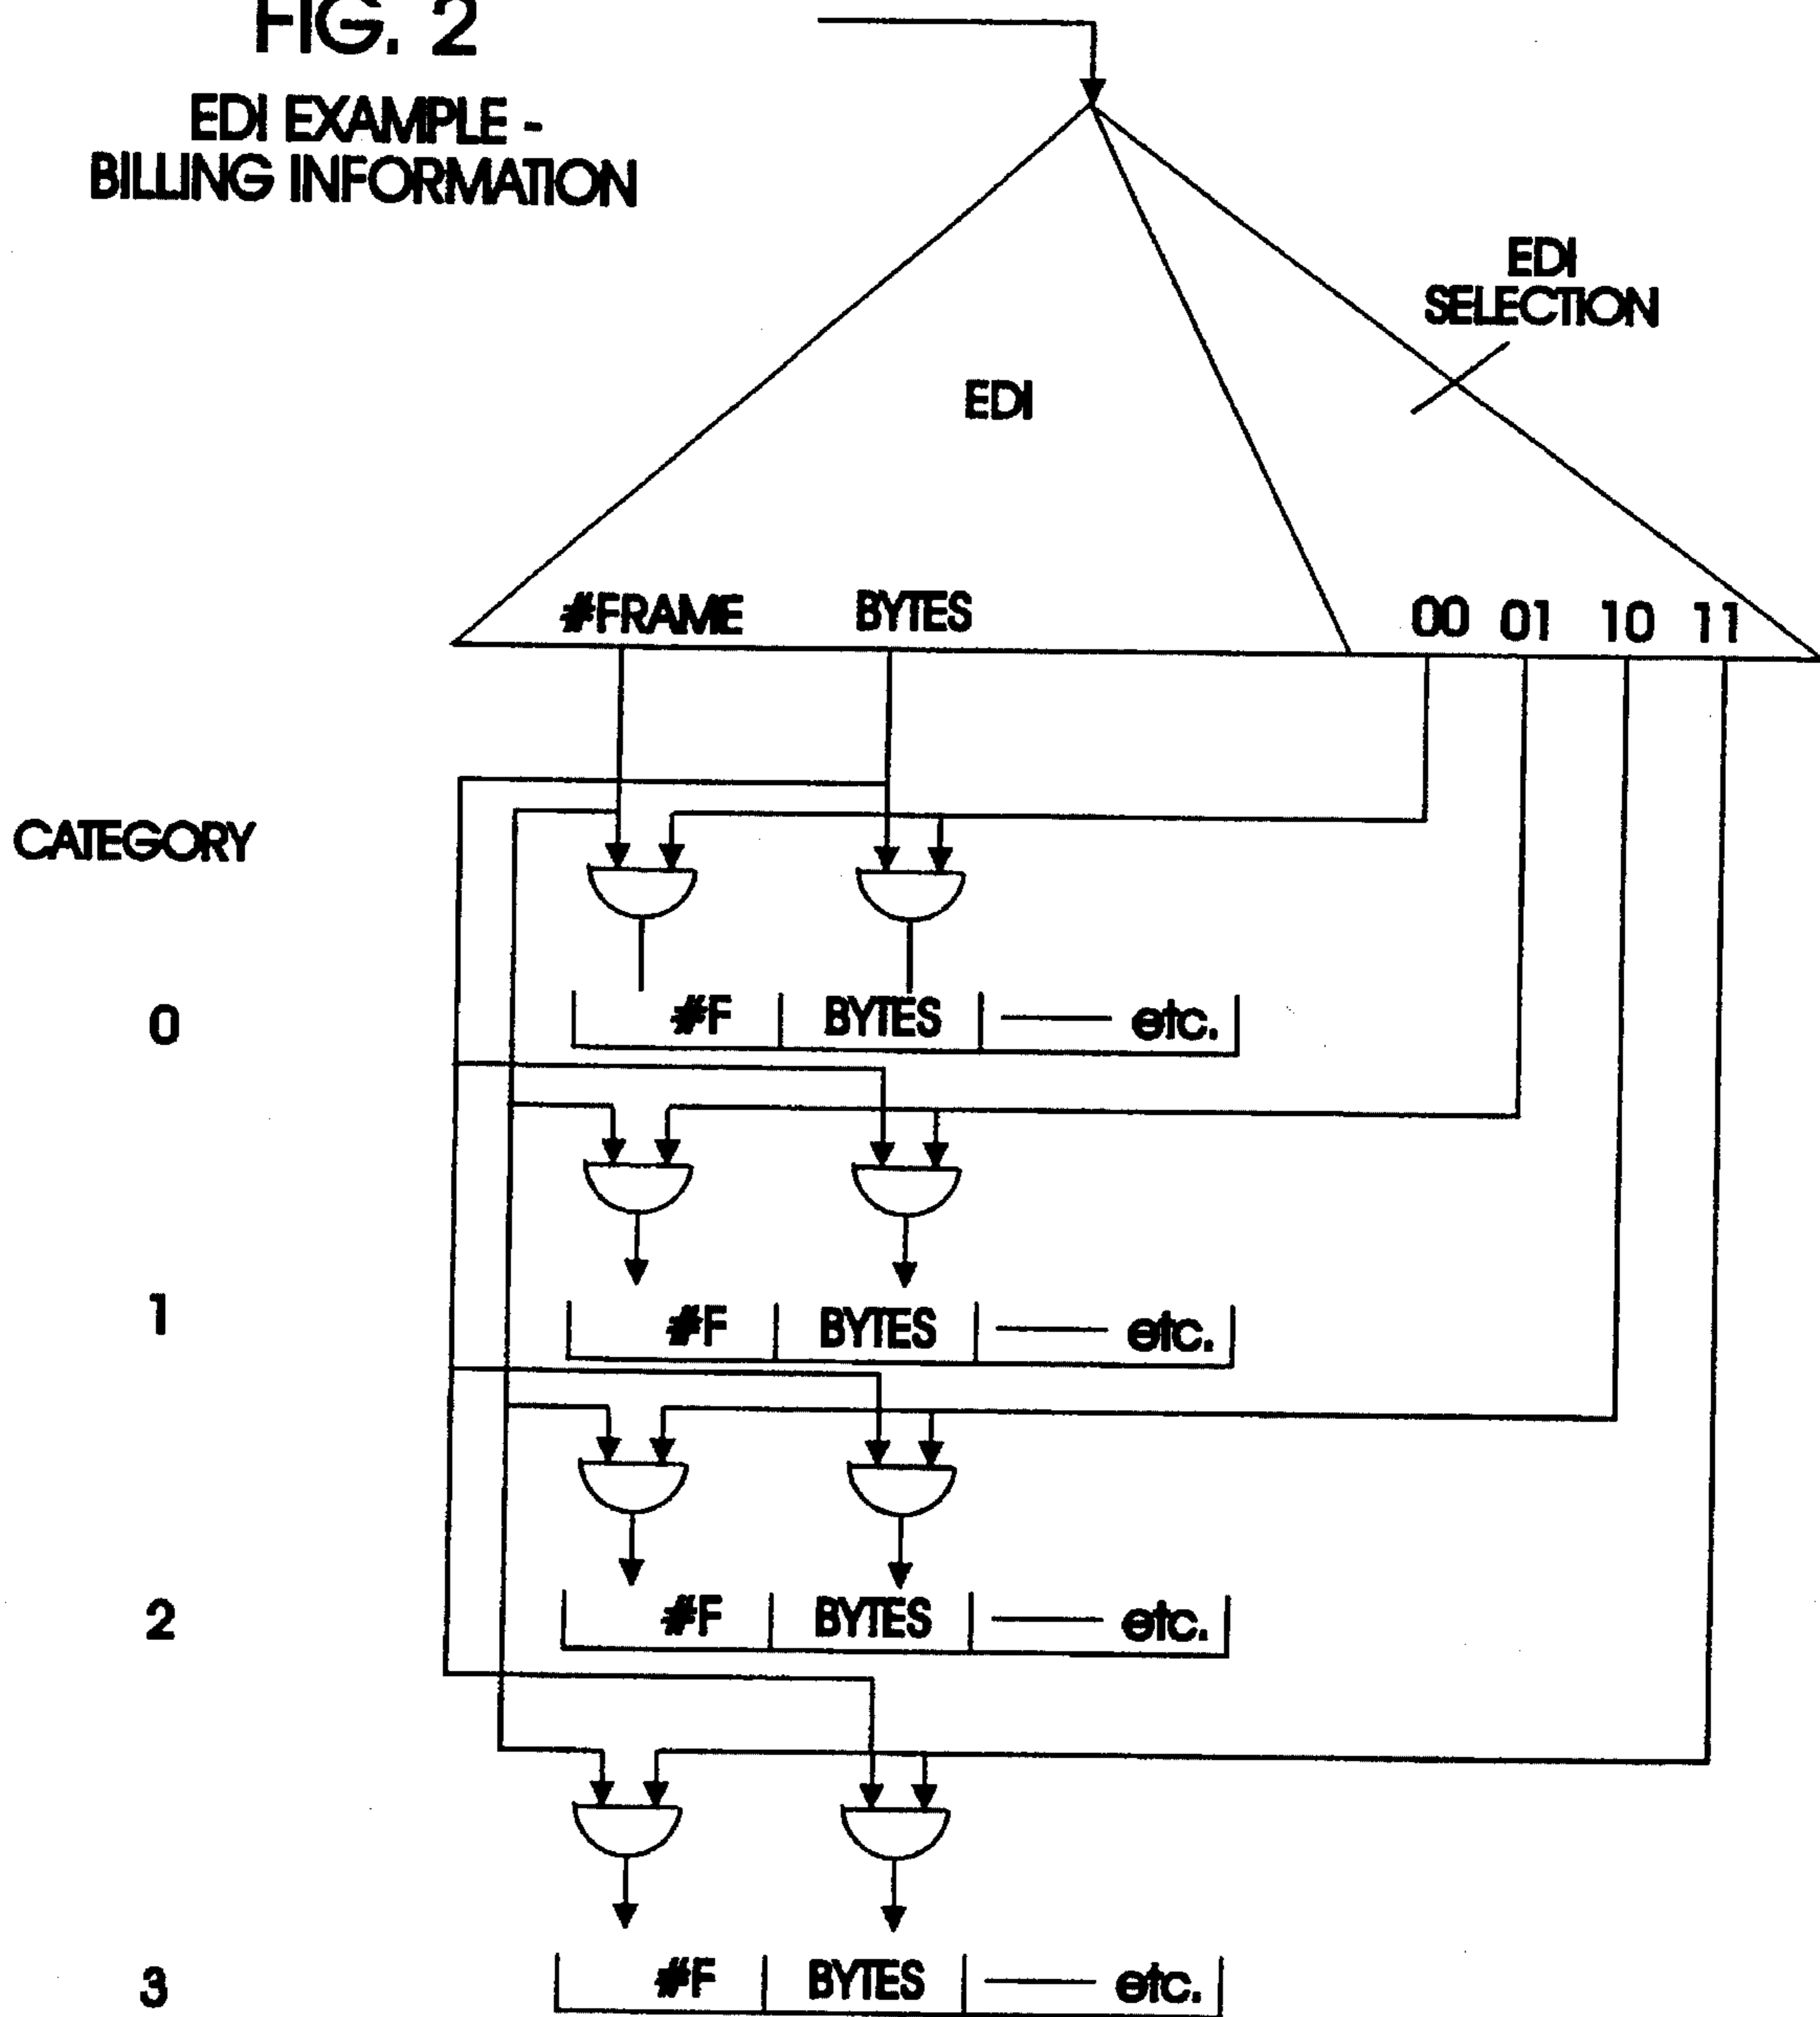 FIG. 2
EDI EXAMPLE -
BILLING INFORMATION
EDI
SELECTION
EDI
#FRAME BYTES 00 01 10 11
CATEGORY
0 #F BYTES etc.
1 #F BYTES etc.
2 #F BYTES etc.
3 #F BYTES etc.